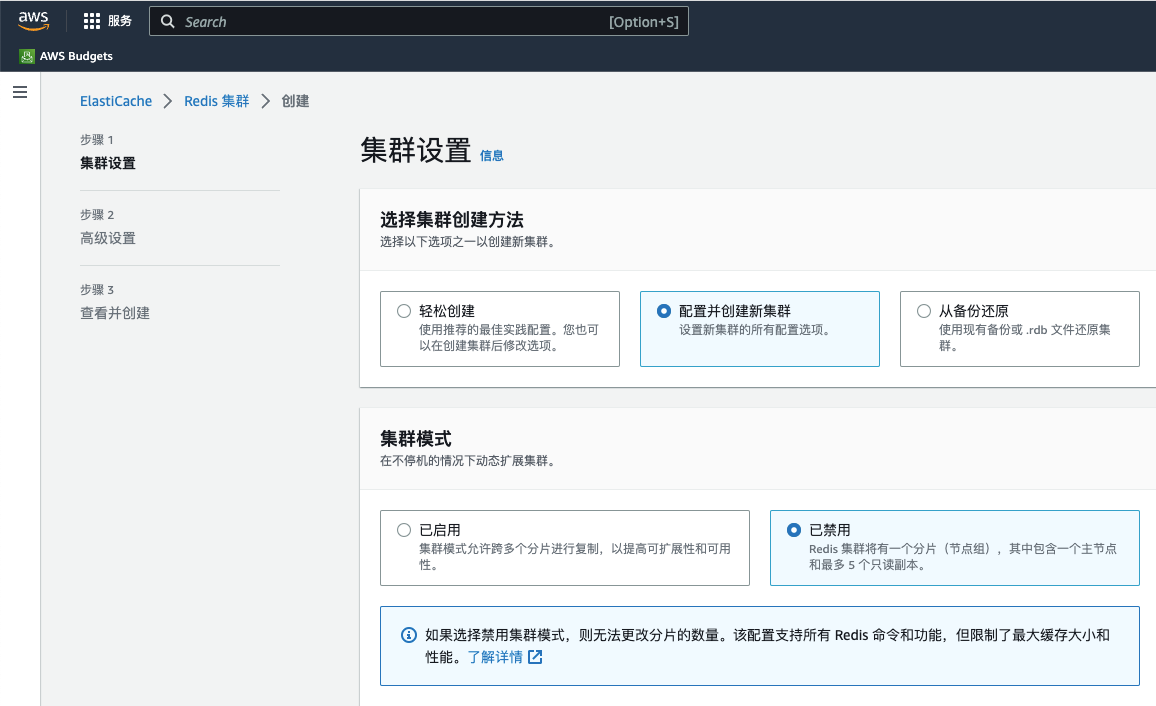 aws
服务
Search
[Option+S]
AWS Budgets
ElastiCache
Redis 集群
创建
步骤 1
集群设置
步骤 2
高级设置
步骤 3
查看并创建
集群设置 信息
选择集群创建方法
选择以下选项之一以创建新集群。
轻松创建
使用推荐的最佳实践配置。您也可
以在创建集群后修改选项。
配置并创建新集群
设置新集群的所有配置选项。
从备份还原
使用现有备份或 .rdb 文件还原集
群。
集群模式
在不停机的情况下动态扩展集群。
已启用
集群模式允许跨多个分片进行复制，以提高可扩展性和可用
性。
已禁用
Redis 集群将有一个分片（节点组），其中包含一个主节点
和最多 5 个只读副本。
如果选择禁用集群模式，则无法更改分片的数量。该配置支持所有 Redis 命令和功能，但限制了最大缓存大小和
性能。了解详情